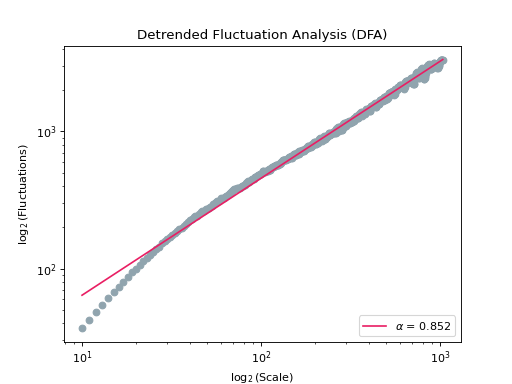 Detrended Fluctuation Analysis (DFA)
log₂(Fluctuations)
10³
10²
10¹ 10² 10³
log₂(Scale)
α = 0.852